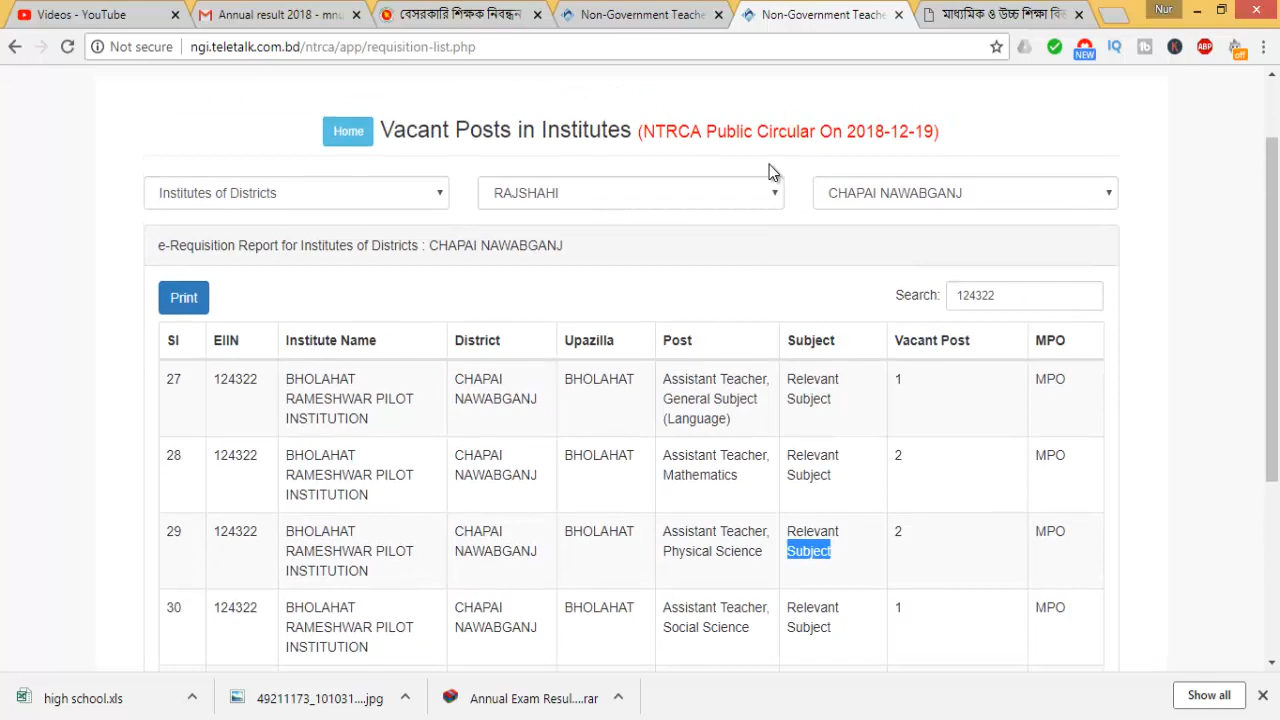 Videos - YouTube
Annual result 2018 - mnu
বেসরকারি শিক্ষক নিবন্ধন
Non-Government Teache
Non-Government Teache
মাধ্যমিক ও উচ্চ শিক্ষা বিভ
Nur
Not secure
ngi.teletalk.com.bd/ntrca/app/requisition-list.php
NEW
IQ
K
ABP
off
Home Vacant Posts in Institutes (NTRCA Public Circular On 2018-12-19)
Institutes of Districts RAJSHAHI CHAPAI NAWABGANJ
e-Requisition Report for Institutes of Districts : CHAPAI NAWABGANJ
Print Search: 124322
SI EIIN Institute Name District Upazilla Post Subject Vacant Post MPO
27 124322 BHOLAHAT CHAPAI BHOLAHAT Assistant Teacher, Relevant 1 MPO
RAMESHWAR PILOT NAWABGANJ General Subject Subject
INSTITUTION (Language)
28 124322 BHOLAHAT CHAPAI BHOLAHAT Assistant Teacher, Relevant 2 MPO
RAMESHWAR PILOT NAWABGANJ Mathematics Subject
INSTITUTION
29 124322 BHOLAHAT CHAPAI BHOLAHAT Assistant Teacher, Relevant 2 MPO
RAMESHWAR PILOT NAWABGANJ Physical Science Subject
INSTITUTION
30 124322 BHOLAHAT CHAPAI BHOLAHAT Assistant Teacher, Relevant 1 MPO
RAMESHWAR PILOT NAWABGANJ Social Science Subject
INSTITUTION
high school.xls 49211173_101031....jpg Annual Exam Resul....rar Show all